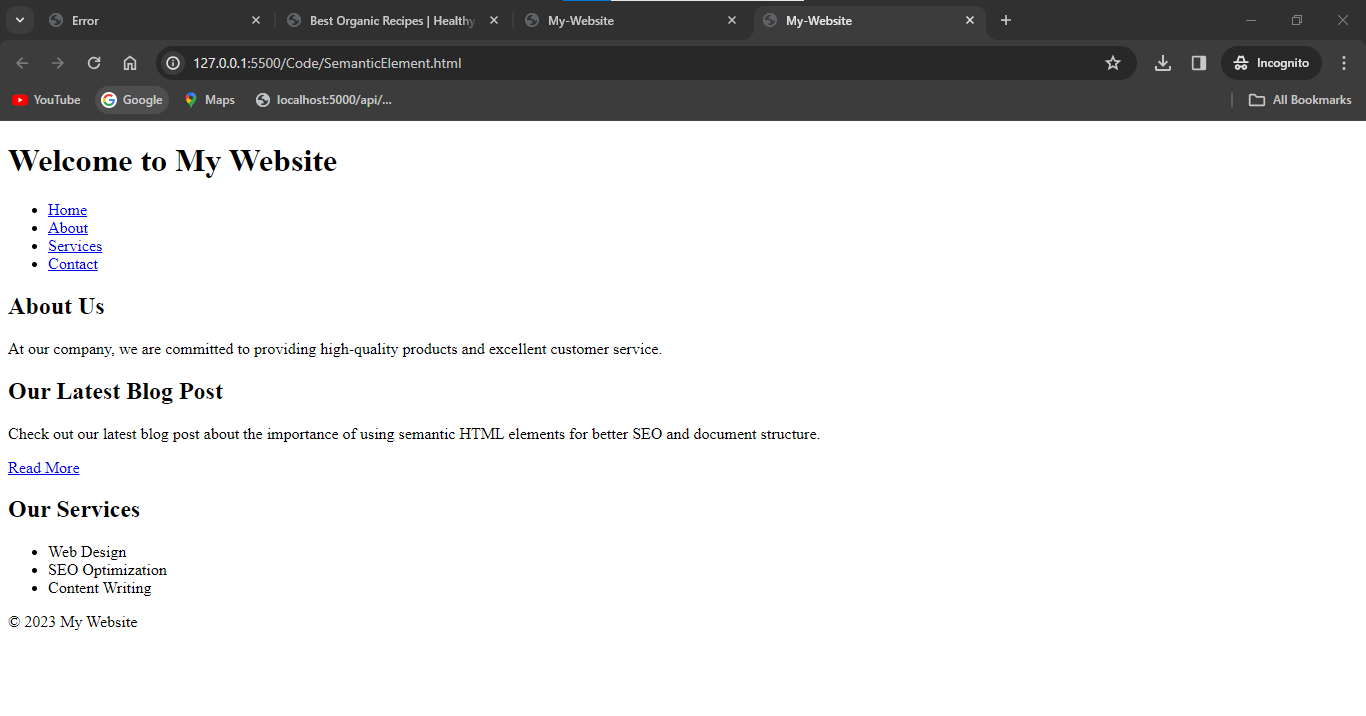 Error
Best Organic Recipes | Healthy
My-Website
My-Website
127.0.0.1:5500/Code/SemanticElement.html
Incognito
YouTube
Google
Maps
localhost:5000/api/...
All Bookmarks
Welcome to My Website
• Home
• About
• Services
• Contact
About Us
At our company, we are committed to providing high-quality products and excellent customer service.
Our Latest Blog Post
Check out our latest blog post about the importance of using semantic HTML elements for better SEO and document structure.
Read More
Our Services
• Web Design
• SEO Optimization
• Content Writing
© 2023 My Website